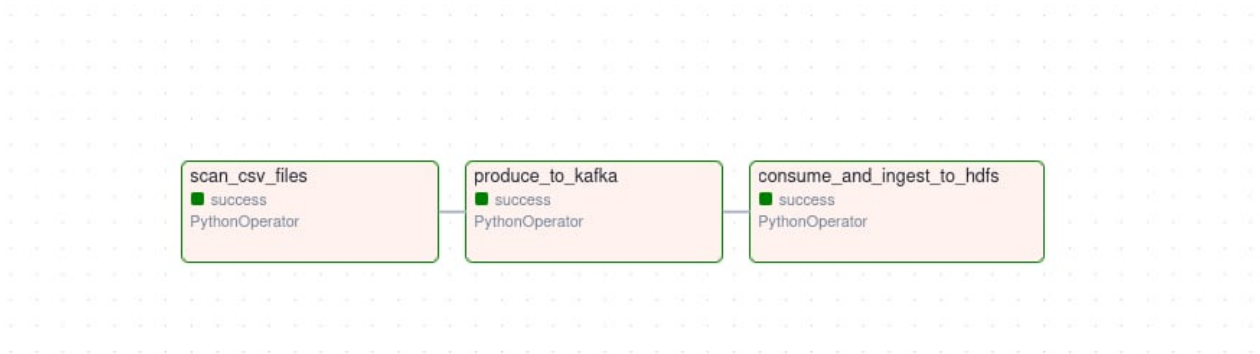 scan_csv_files
success
PythonOperator
produce_to_kafka
success
PythonOperator
consume_and_ingest_to_hdfs
success
PythonOperator